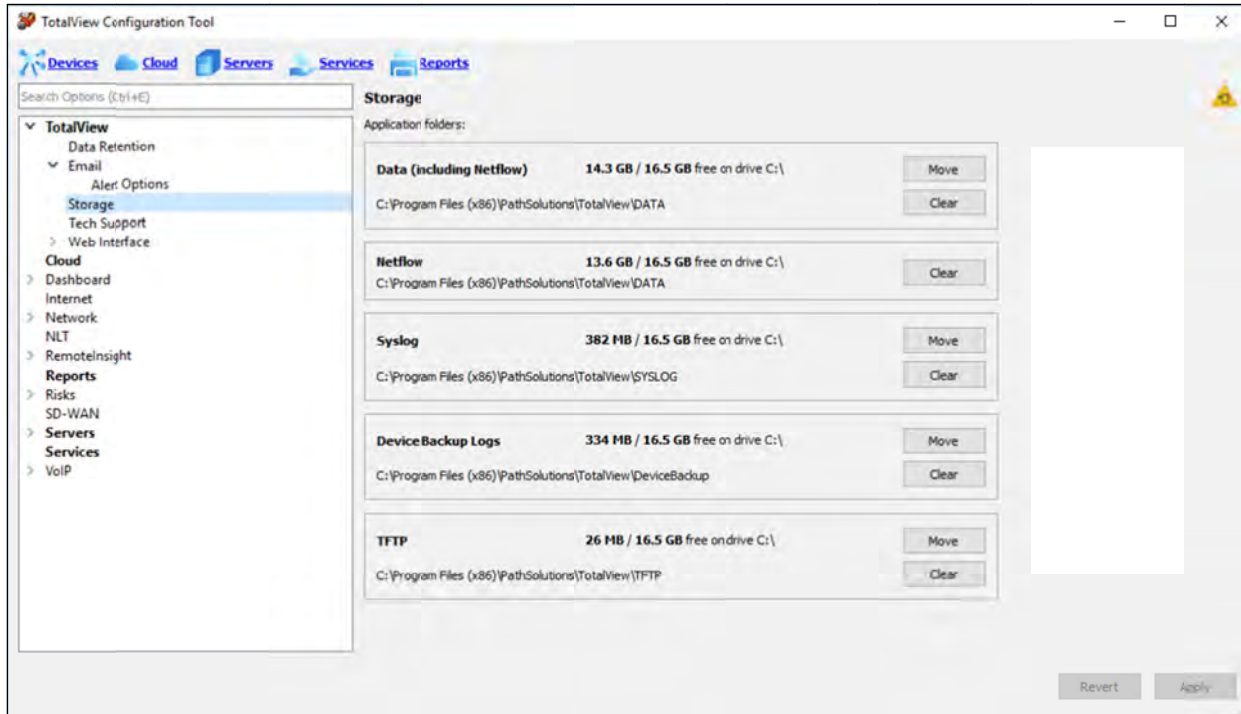 TotalView Configuration Tool
Devices Cloud Servers Services Reports
Search Options (Ctrl+E)
TotalView
Data Retention
Email
Alert Options
Storage
Tech Support
Web Interface
Cloud
Dashboard
Internet
Network
NLT
RemoteInsight
Reports
Risks
SD-WAN
Servers
Services
VoIP
Storage
Application folders:
Data (including Netflow) 14.3 GB / 16.5 GB free on drive C:\ Move
C:\Program Files (x86)\PathSolutions\TotalView\DATA Clear
Netflow 13.6 GB / 16.5 GB free on drive C:\
C:\Program Files (x86)\PathSolutions\TotalView\DATA Clear
Syslog 382 MB / 16.5 GB free on drive C:\ Move
C:\Program Files (x86)\PathSolutions\TotalView\SYSLOG Clear
DeviceBackup Logs 334 MB / 16.5 GB free on drive C:\ Move
C:\Program Files (x86)\PathSolutions\TotalView\DeviceBackup Clear
TFTP 26 MB / 16.5 GB free on drive C:\ Move
C:\Program Files (x86)\PathSolutions\TotalView\TFTP Clear
Revert Apply